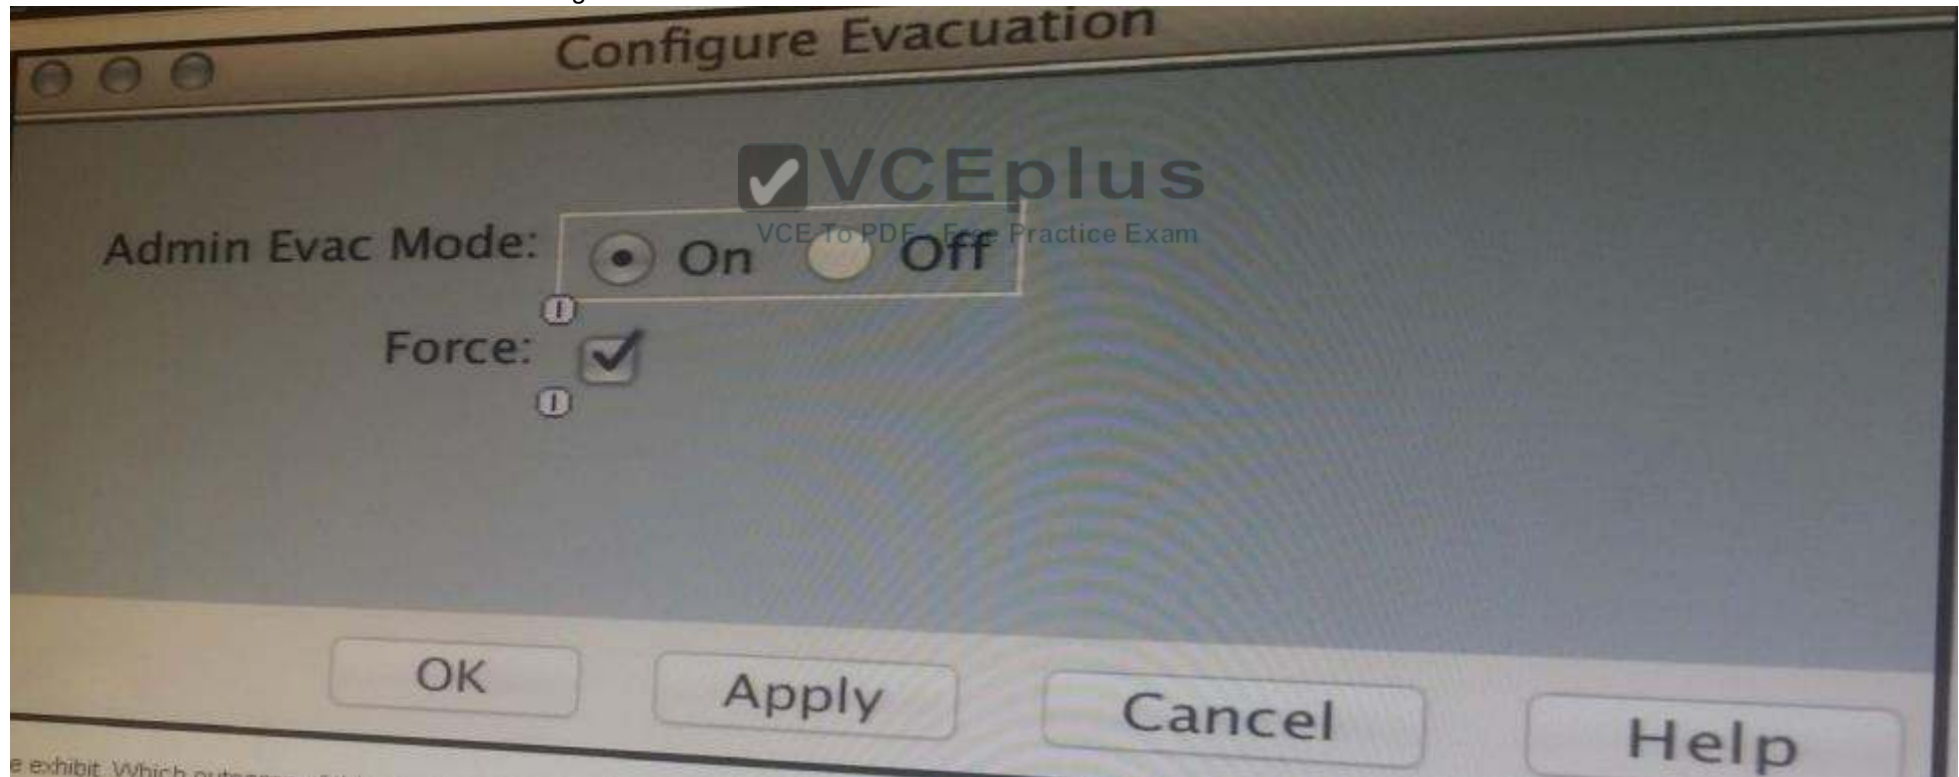 Configure Evacuation
VCEplus
VCE To PDF - Free Practice Exam
Admin Evac Mode: On Off
Force:
OK Apply Cancel Help
e exhibit. Which